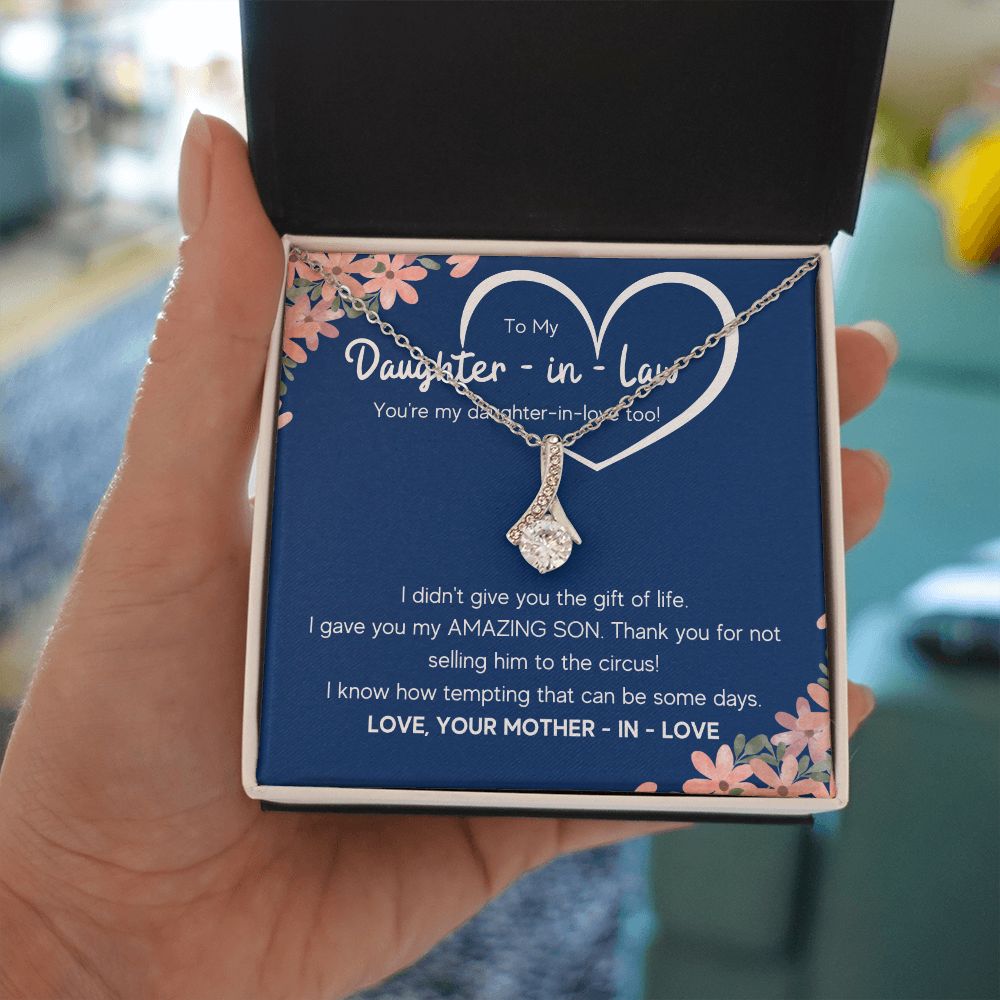 To My
Daughter - in - Law
You're my daughter-in-love too!
I didn't give you the gift of life.
I gave you my AMAZING SON. Thank you for not
selling him to the circus!
I know how tempting that can be some days.
LOVE, YOUR MOTHER - IN - LOVE